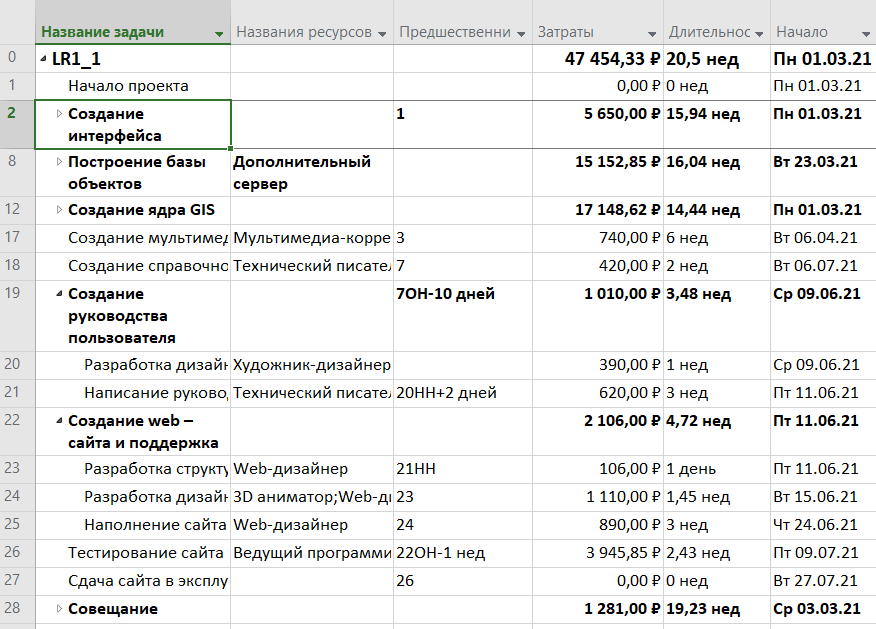 Название задачи Названия ресурсов Предшественни Затраты Длительнос Начало
0 LR1_1 47 454,33 ₽ 20,5 нед Пн 01.03.21
1 Начало проекта 0,00 ₽ 0 нед Пн 01.03.21
2 Создание 1 5 650,00 ₽ 15,94 нед Пн 01.03.21
интерфейса
8 Построение базы Дополнительный 15 152,85 ₽ 16,04 нед Вт 23.03.21
объектов сервер
12 Создание ядра GIS 17 148,62 ₽ 14,44 нед Пн 01.03.21
17 Создание мультимед Мультимедиа-корре 3 740,00 ₽ 6 нед Вт 06.04.21
18 Создание справочно Технический писател 7 420,00 ₽ 2 нед Вт 06.07.21
19 Создание 7ОН-10 дней 1 010,00 ₽ 3,48 нед Ср 09.06.21
руководства
пользователя
20 Разработка дизайн Художник-дизайнер 390,00 ₽ 1 нед Ср 09.06.21
21 Написание руково Технический писател 20НН+2 дней 620,00 ₽ 3 нед Пт 11.06.21
22 Создание web – 2 106,00 ₽ 4,72 нед Пт 11.06.21
сайта и поддержка
23 Разработка структу Web-дизайнер 21НН 106,00 ₽ 1 день Пт 11.06.21
24 Разработка дизайн 3D аниматор;Web-ди 23 1 110,00 ₽ 1,45 нед Вт 15.06.21
25 Наполнение сайта Web-дизайнер 24 890,00 ₽ 3 нед Чт 24.06.21
26 Тестирование сайта Ведущий программи 22ОН-1 нед 3 945,85 ₽ 2,43 нед Пт 09.07.21
27 Сдача сайта в эксплу 26 0,00 ₽ 0 нед Вт 27.07.21
28 Совещание 1 281,00 ₽ 19,23 нед Ср 03.03.21